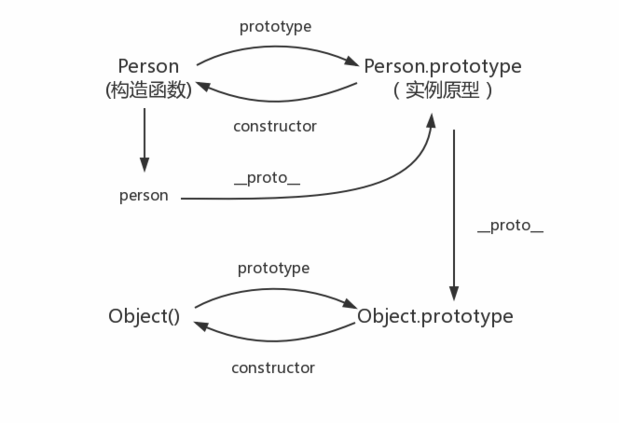 prototype
Person
(构造函数)
Person.prototype
( 实例原型 )
constructor
person
__proto__
__proto__
prototype
Object()
Object.prototype
constructor